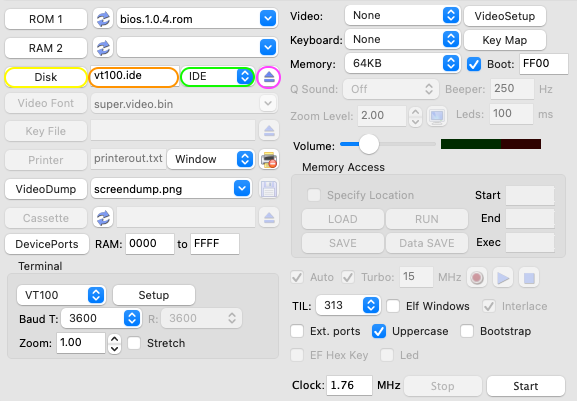 ROM 1 bios.1.0.4.rom
RAM 2
Disk vt100.ide IDE
Video Font super.video.bin
Key File
Printer printerout.txt Window
VideoDump screendump.png
Cassette
DevicePorts RAM: 0000 to FFFF
Terminal
VT100 Setup
Baud T: 3600 R: 3600
Zoom: 1.00 Stretch
Video: None VideoSetup
Keyboard: None Key Map
Memory: 64KB Boot: FF00
Q Sound: Off Beeper: 250 Hz
Zoom Level: 2.00 Leds: 100 ms
Volume:
Memory Access
Specify Location Start
LOAD RUN End
SAVE Data SAVE Exec
Auto Turbo: 15 MHz
TIL: 313 Elf Windows Interlace
Ext. ports Uppercase Bootstrap
EF Hex Key Led
Clock: 1.76 MHz Stop Start